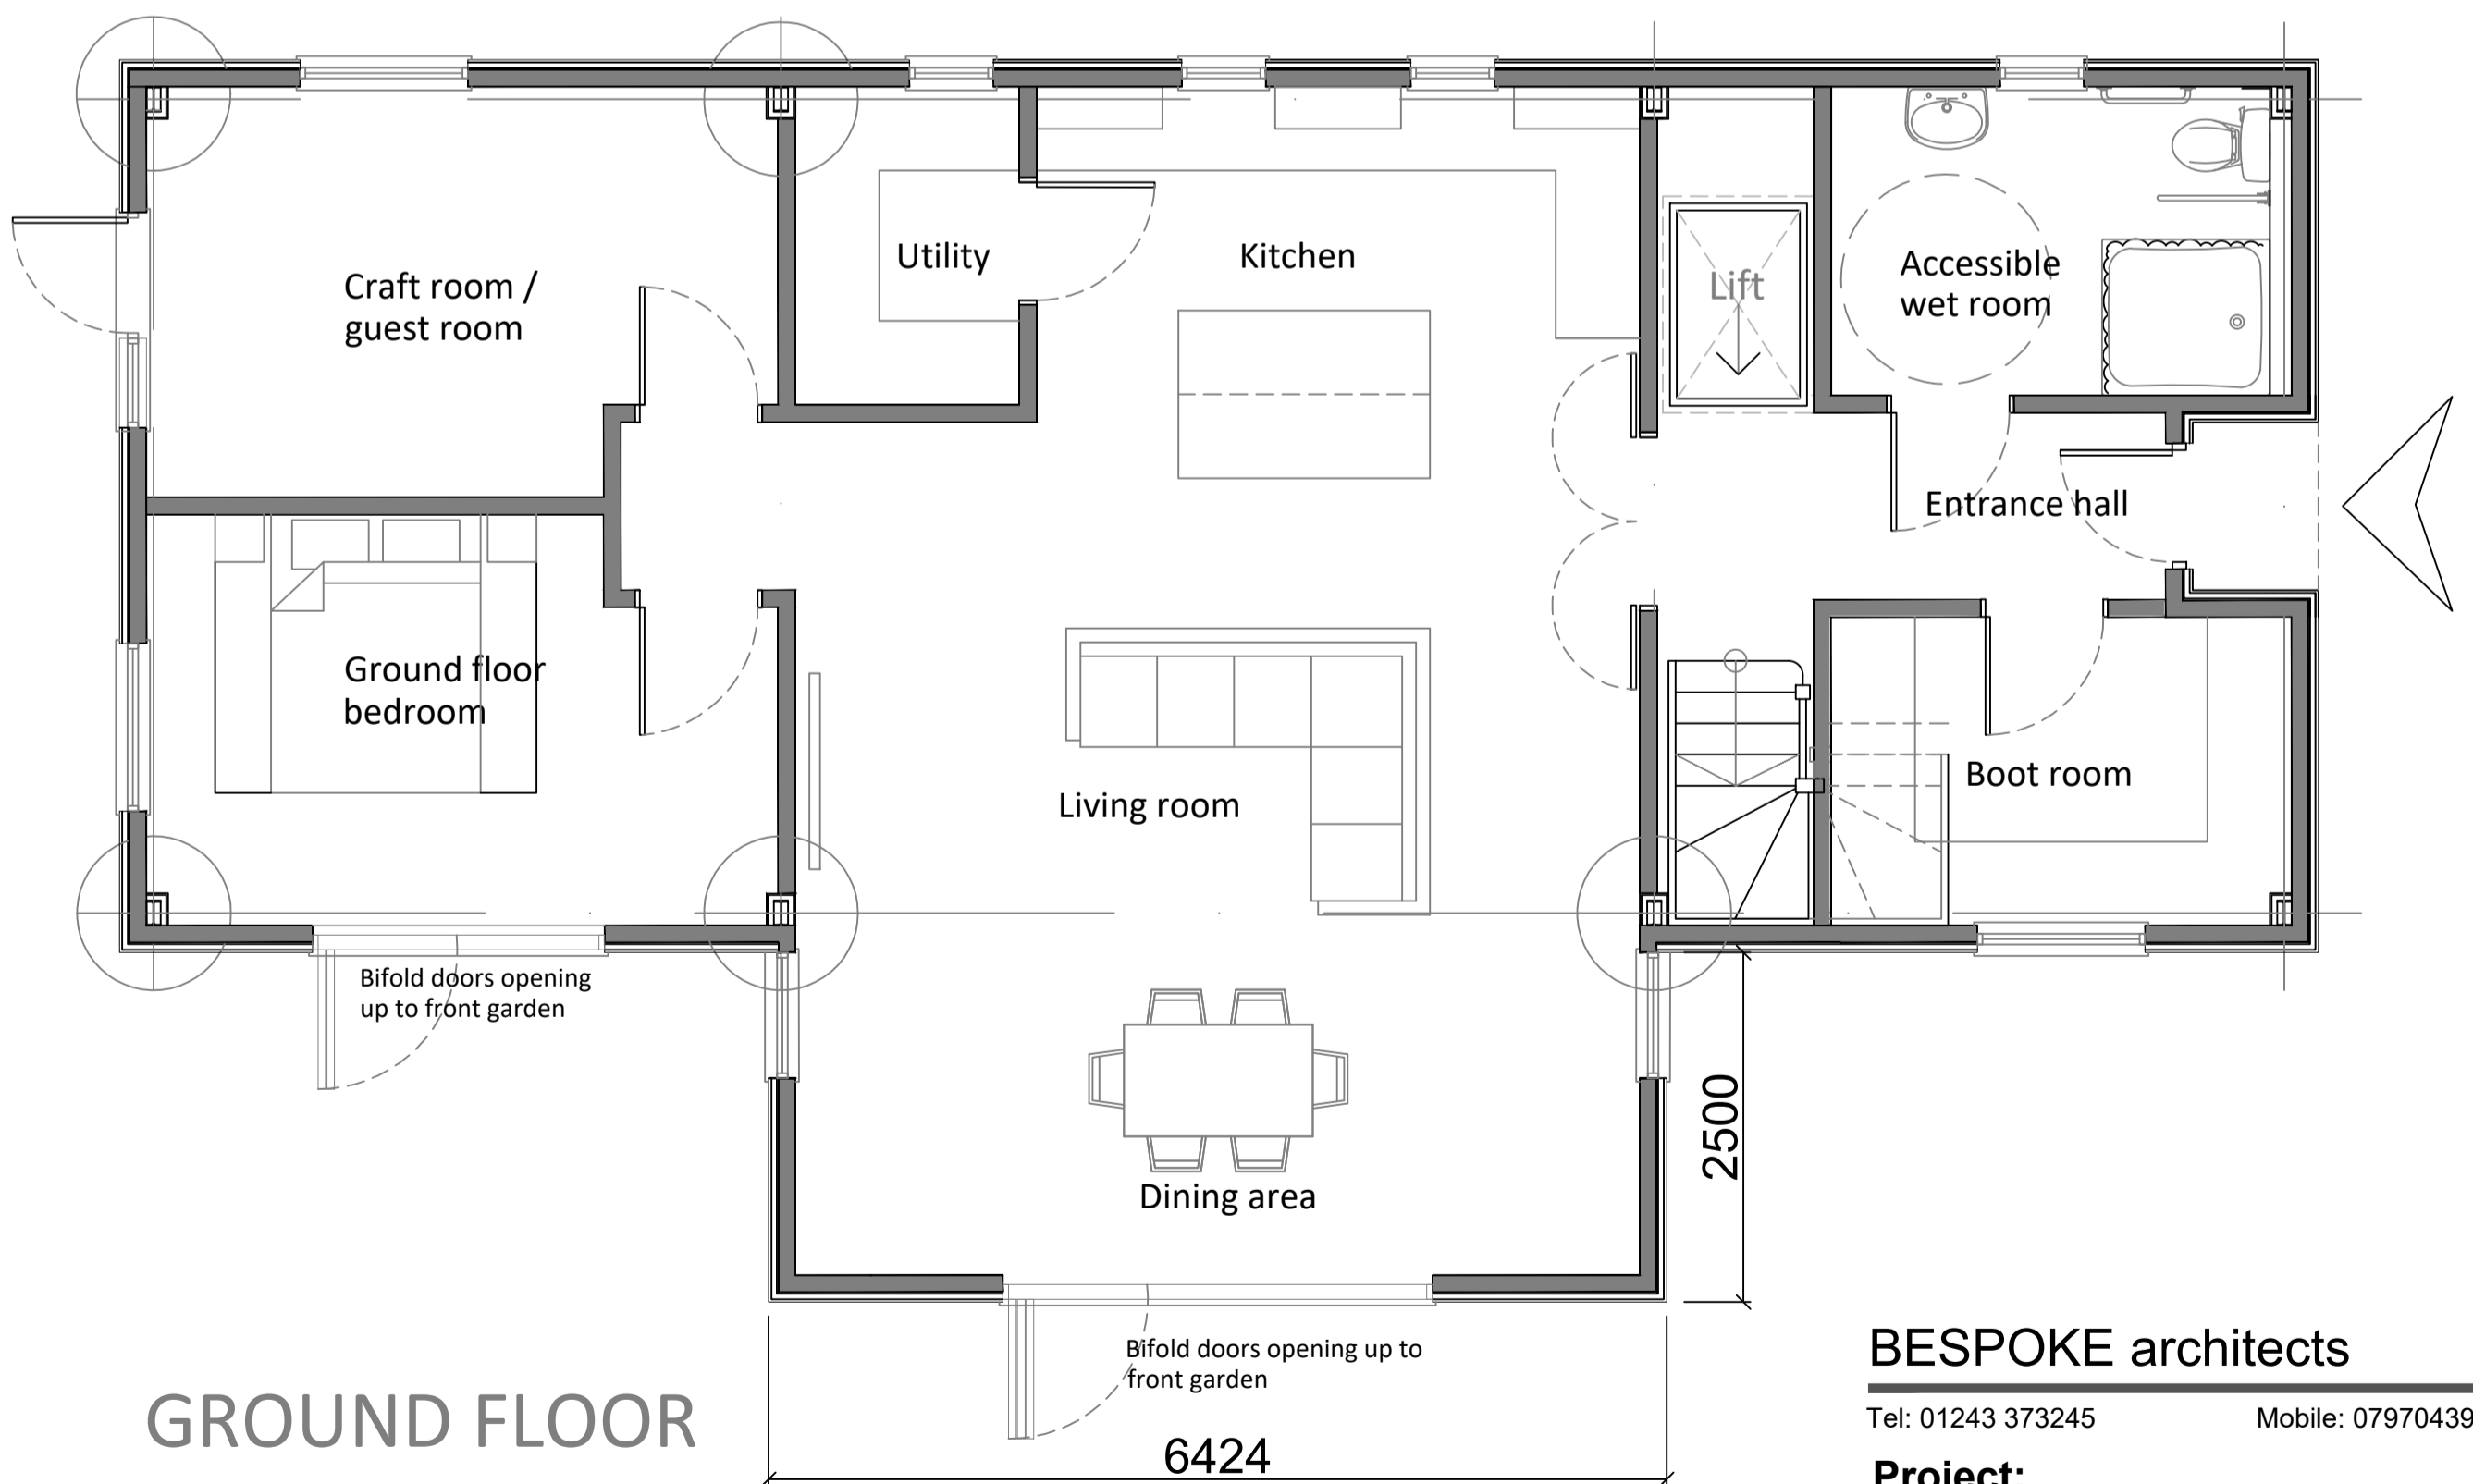 Craft room /
guest room
Utility
Kitchen
Lift
Accessible
wet room
Entrance hall
Ground floor
bedroom
Living room
Boot room
Bifold doors opening
up to front garden
2500
Dining area
Bifold doors opening up to
front garden
GROUND FLOOR
6424
BESPOKE architects
Tel: 01243 373245
Mobile: 07970439
Project: